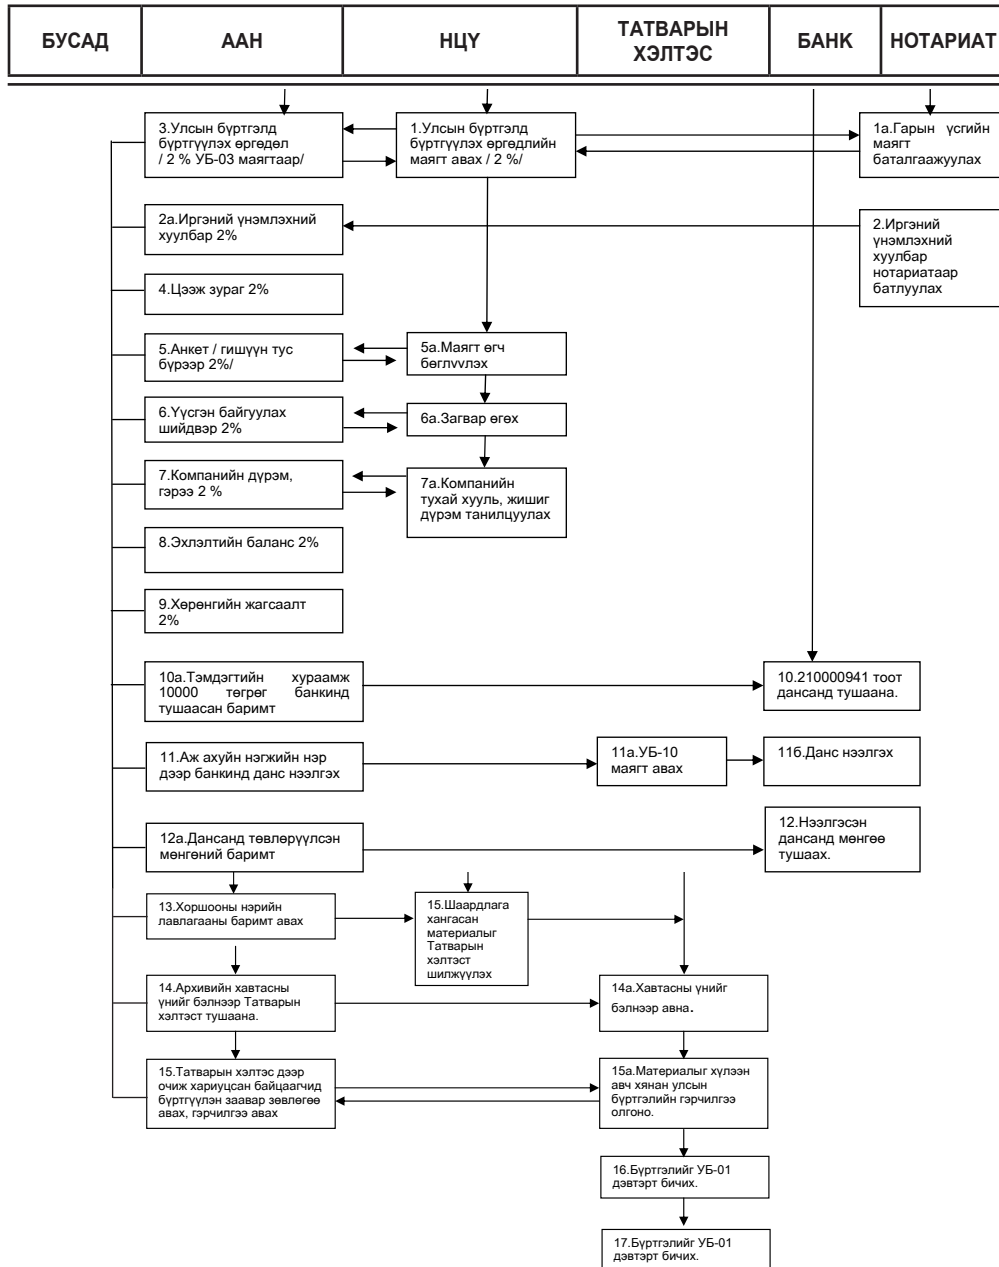 БУСАД
ААН
НЦҮ
ТАТВАРЫН
ХЭЛТЭС
БАНК
НОТАРИАТ
3.Улсын бүртгэлд
бүртгүүлэх өргөдөл
/ 2 % УБ-03 маягтаар/
1.Улсын бүртгэлд
бүртгүүлэх өргөдлийн
маягт авах / 2 %/
1а.Гарын үсгийн
маягт
баталгаажуулах
2а.Иргэний үнэмлэхний
хуулбар 2%
2.Иргэний
үнэмлэхний
хуулбар
нотариатаар
батлуулах
4.Цээж зураг 2%
5.Анкет / гишүүн тус
бүрээр 2%/
5а.Маягт өгч
бөглүүлэх
6.Үүсгэн байгуулах
шийдвэр 2%
6а.Загвар өгөх
7.Компанийн дүрэм,
гэрээ 2 %
7а.Компанийн
тухай хууль, жишиг
дүрэм танилцуулах
8.Эхлэлтийн баланс 2%
9.Хөрөнгийн жагсаалт
2%
10а.Тэмдэгтийн хураамж
10000 төгрөг банкинд
тушаасан баримт
10.210000941 тоот
дансанд тушаана.
11.Аж ахуйн нэгжийн нэр
дээр банкинд данс нээлгэх
11а.УБ-10
маягт авах
11б.Данс нээлгэх
12а.Дансанд төвлөрүүлсэн
мөнгөний баримт
12.Нээлгэсэн
дансанд мөнгөө
тушаах.
13.Хоршооны нэрийн
лавлагааны баримт авах
15.Шаардлага
хангасан
материалыг
Татварын
хэлтэст
шилжүүлэх
14.Архивийн хавтасны
үнийг бэлнээр Татварын
хэлтэст тушаана.
14а.Хавтасны үнийг
бэлнээр авна.
15.Татварын хэлтэс дээр
очиж хариуцсан байцаагчид
бүртгүүлэн заавар зөвлөгөө
авах, гэрчилгээ авах
15а.Материалыг хүлээн
авч хянан улсын
бүртгэлийн гэрчилгээ
олгоно.
16.Бүртгэлийг УБ-01
дэвтэрт бичих.
17.Бүртгэлийг УБ-01
дэвтэрт бичих.